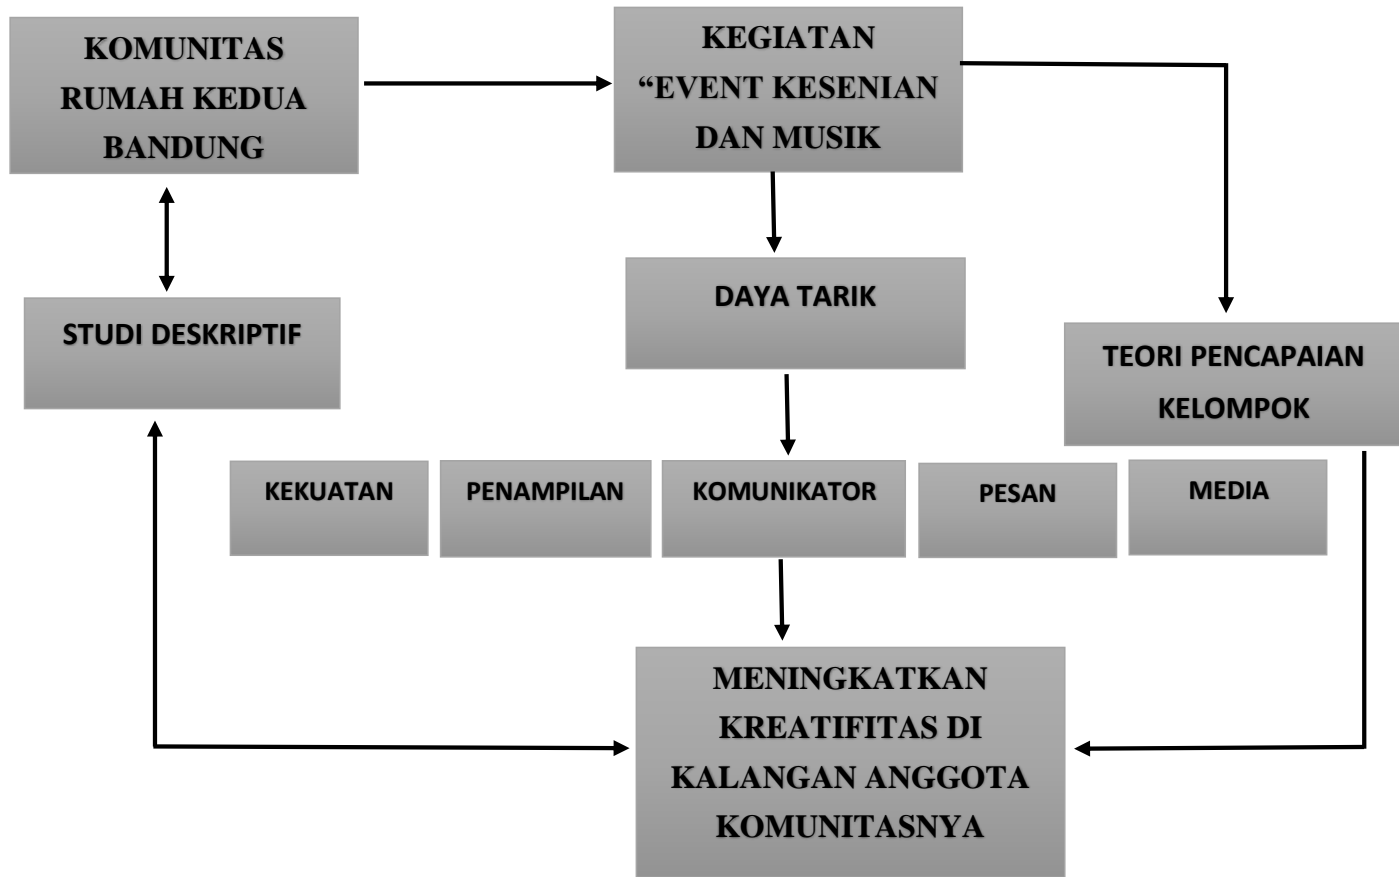 KOMUNITAS
RUMAH KEDUA
BANDUNG
KEGIATAN
“EVENT KESENIAN
DAN MUSIK
STUDI DESKRIPTIF
DAYA TARIK
TEORI PENCAPAIAN
KELOMPOK
KEKUATAN
PENAMPILAN
KOMUNIKATOR
PESAN
MEDIA
MENINGKATKAN
KREATIFITAS DI
KALANGAN ANGGOTA
KOMUNITASNYA